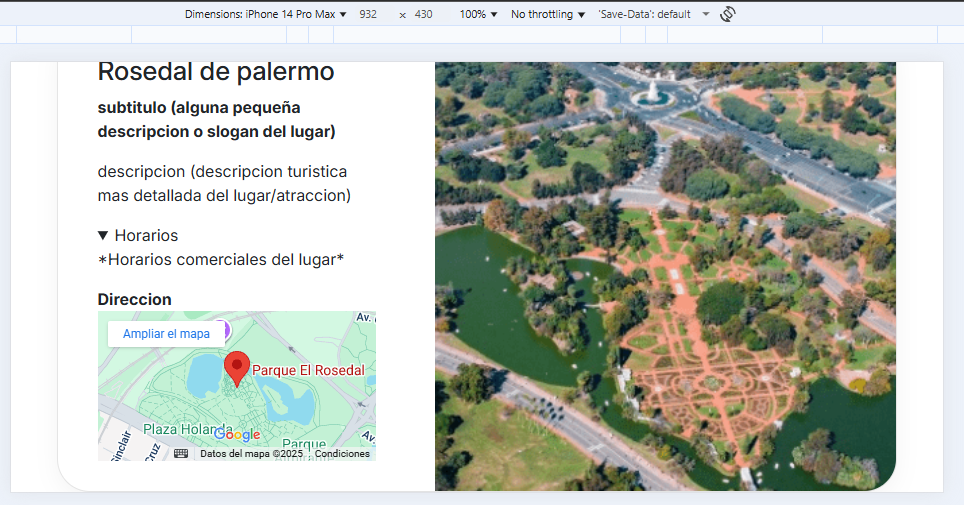 Dimensions: iPhone 14 Pro Max ▼ 932 × 430 100% ▼ No throttling ▼ 'Save-Data': default ▼
Rosedal de palermo
subtitulo (alguna pequeña
descripcion o slogan del lugar)
descripcion (descripcion turistica
mas detallada del lugar/atraccion)
▼ Horarios
*Horarios comerciales del lugar*
Direccion
Av.
Ampliar el mapa
Parque El Rosedal
Plaza Holanda
Google
Parque
Av.
Sinclair
Cruz
Datos del mapa ©2025
Condiciones